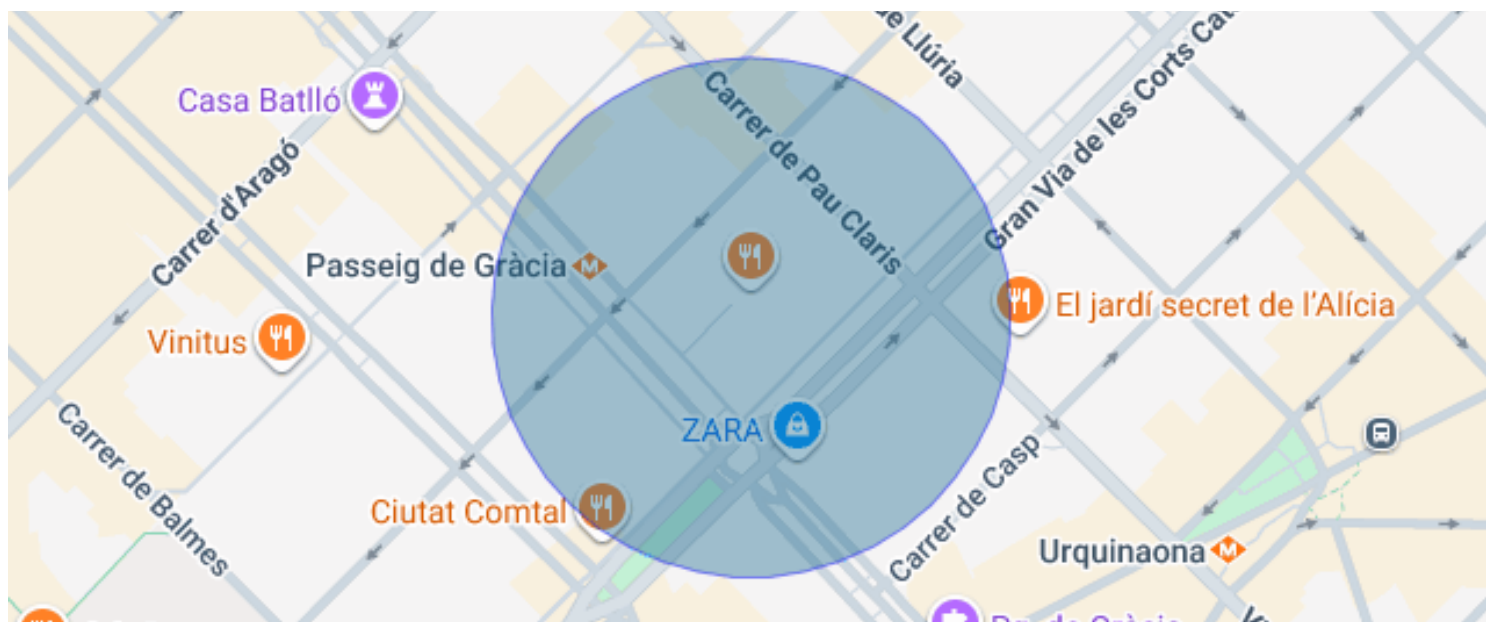 de Llúria
Casa Batlló
Carrer de Pau Claris
Gran Via de les Corts Cat
Carrer d'Aragó
Passeig de Gràcia
M
El jardí secret de l'Alícia
Vinitus
ZARA
Carrer de Balmes
Carrer de Casp
Ciutat Comtal
Urquinaona
M